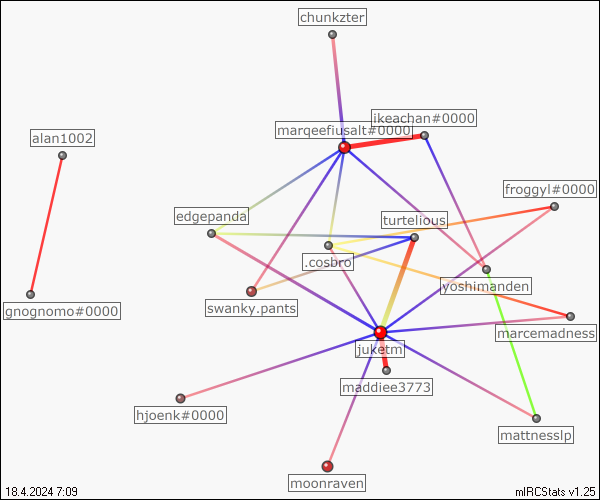 chunkzter
ikeachan#0000
marqeefiusalt#0000
alan1002
froggyl#0000
edgepanda
turtelious
.cosbro
yoshimanden
swanky.pants
gnognomo#0000
marcemadness
juketm
maddiee3773
hjoenk#0000
mattnesslp
moonraven
18.4.2024 7:09
mIRCStats v1.25